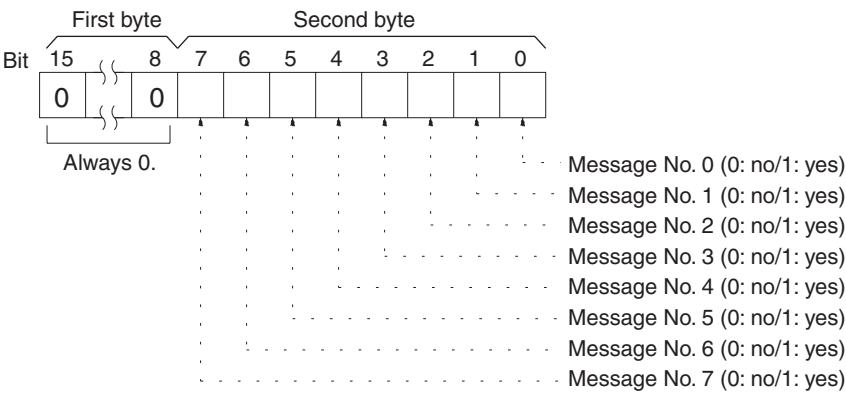 First byte Second byte
Bit 15 8 7 6 5 4 3 2 1 0
0 0
Always 0.
Message No. 0 (0: no/1: yes)
Message No. 1 (0: no/1: yes)
Message No. 2 (0: no/1: yes)
Message No. 3 (0: no/1: yes)
Message No. 4 (0: no/1: yes)
Message No. 5 (0: no/1: yes)
Message No. 6 (0: no/1: yes)
Message No. 7 (0: no/1: yes)